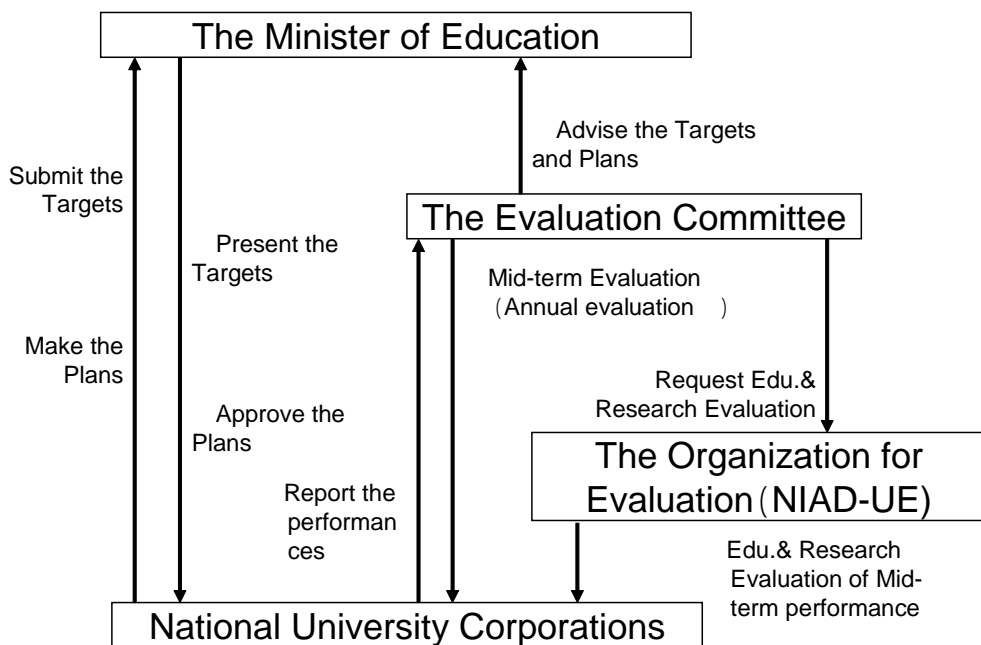 The Minister of Education
Advise the Targets
and Plans
Submit the
Targets
The Evaluation Committee
Present the
Targets
Mid-term Evaluation
(Annual evaluation )
Make the
Plans
Request Edu.&
Research Evaluation
Approve the
Plans
The Organization for
Evaluation(NIAD-UE)
Report the
performan
ces
Edu.& Research
Evaluation of Mid-
term performance
National University Corporations